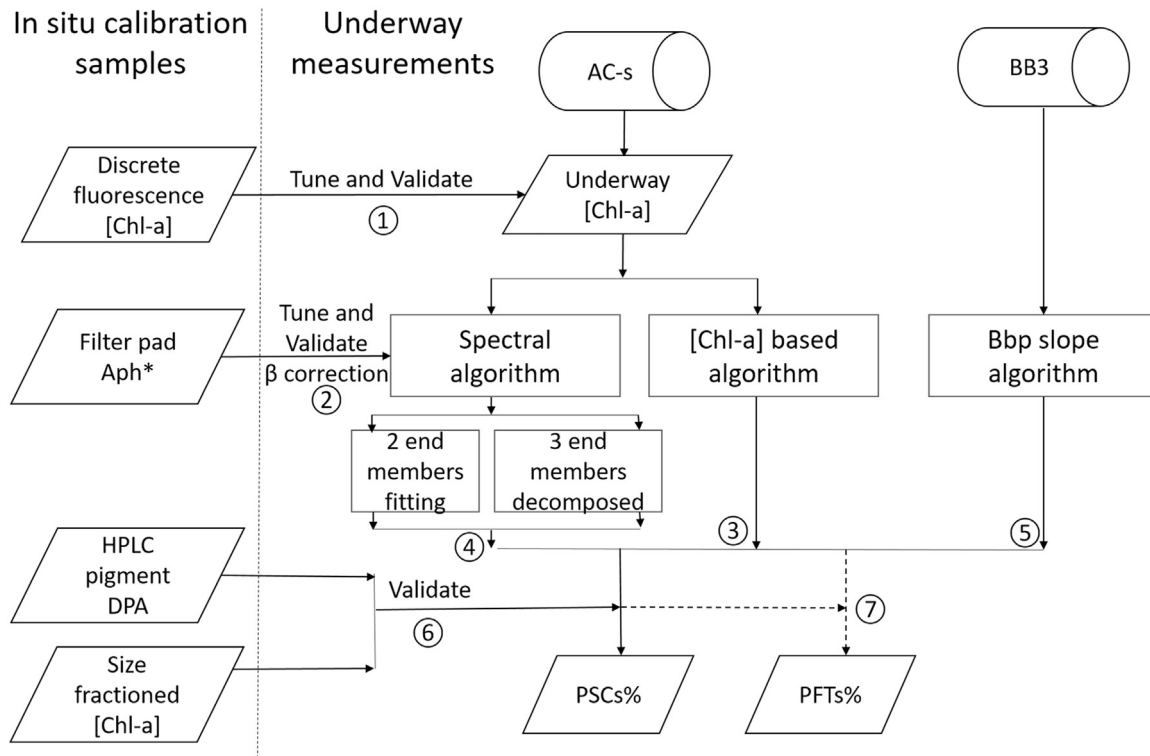 In situ calibration
samples
Underway
measurements
AC-s
BB3
Discrete
fluorescence
[Chl-a]
Tune and Validate
①
Underway
[Chl-a]
Filter pad
Aph*
Tune and
Validate
β correction
②
Spectral
algorithm
[Chl-a] based
algorithm
Bbp slope
algorithm
2 end
members
fitting
3 end
members
decomposed
④
③
⑤
HPLC
pigment
DPA
Validate
⑥
⑦
Size
fractioned
[Chl-a]
PSCs%
PFTs%